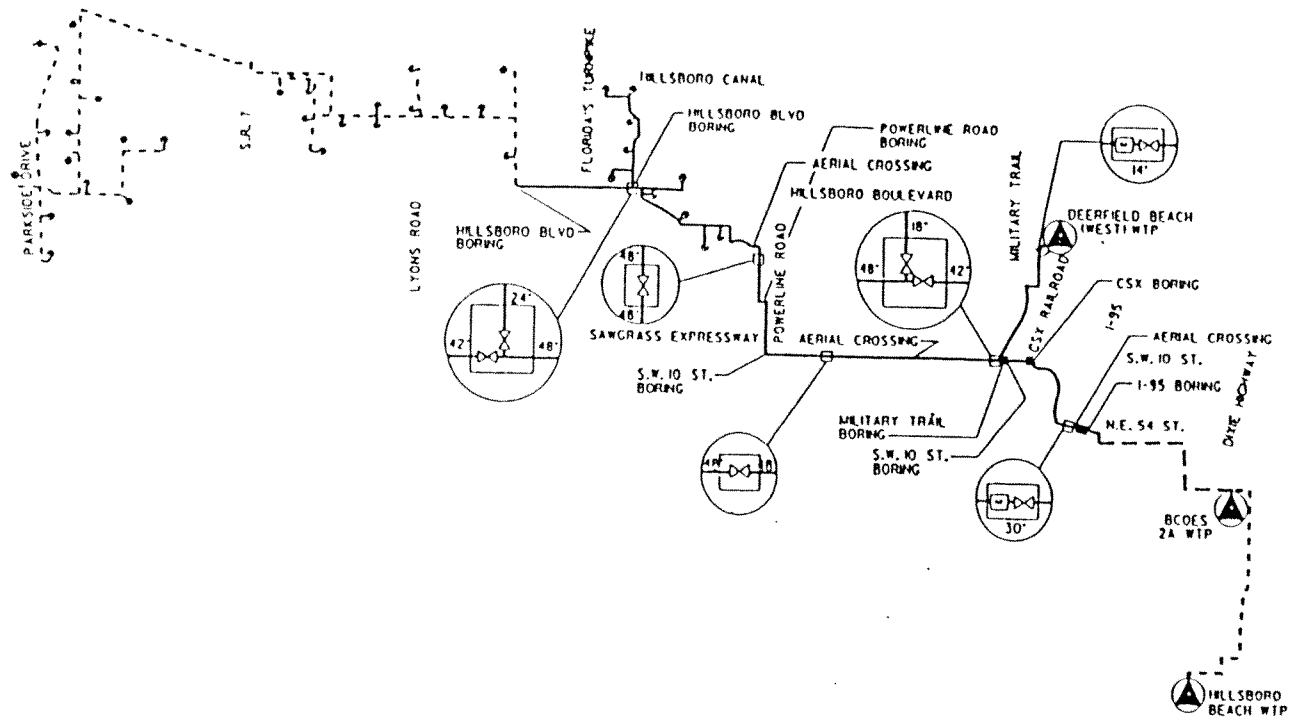 HILLSBORO CANAL
FLORIDA'S TURNPIKE
HILLSBORO BLVD
BORING
POWERLINE ROAD
BORING
AERIAL CROSSING
HILLSBORO BOULEVARD
MILITARY TRAIL
14"
S.R. 7
PARKSIDE DRIVE
LYONS ROAD
HILLSBORO BLVD
BORING
DEERFIELD BEACH
(WEST) WTP
18"
48"
42"
48"
48"
POWERLINE ROAD
CSX RAILROAD
CSX BORING
I-95
24"
42"
48"
SAWGRASS EXPRESSWAY
AERIAL CROSSING
AERIAL CROSSING
S.W. 10 ST.
I-95 BORING
S.W. 10 ST.
BORING
DIXIE HIGHWAY
MILITARY TRAIL
BORING
N.E. 54 ST.
S.W. 10 ST.
BORING
48
30"
BCOES
2A WTP
HILLSBORO
BEACH WTP